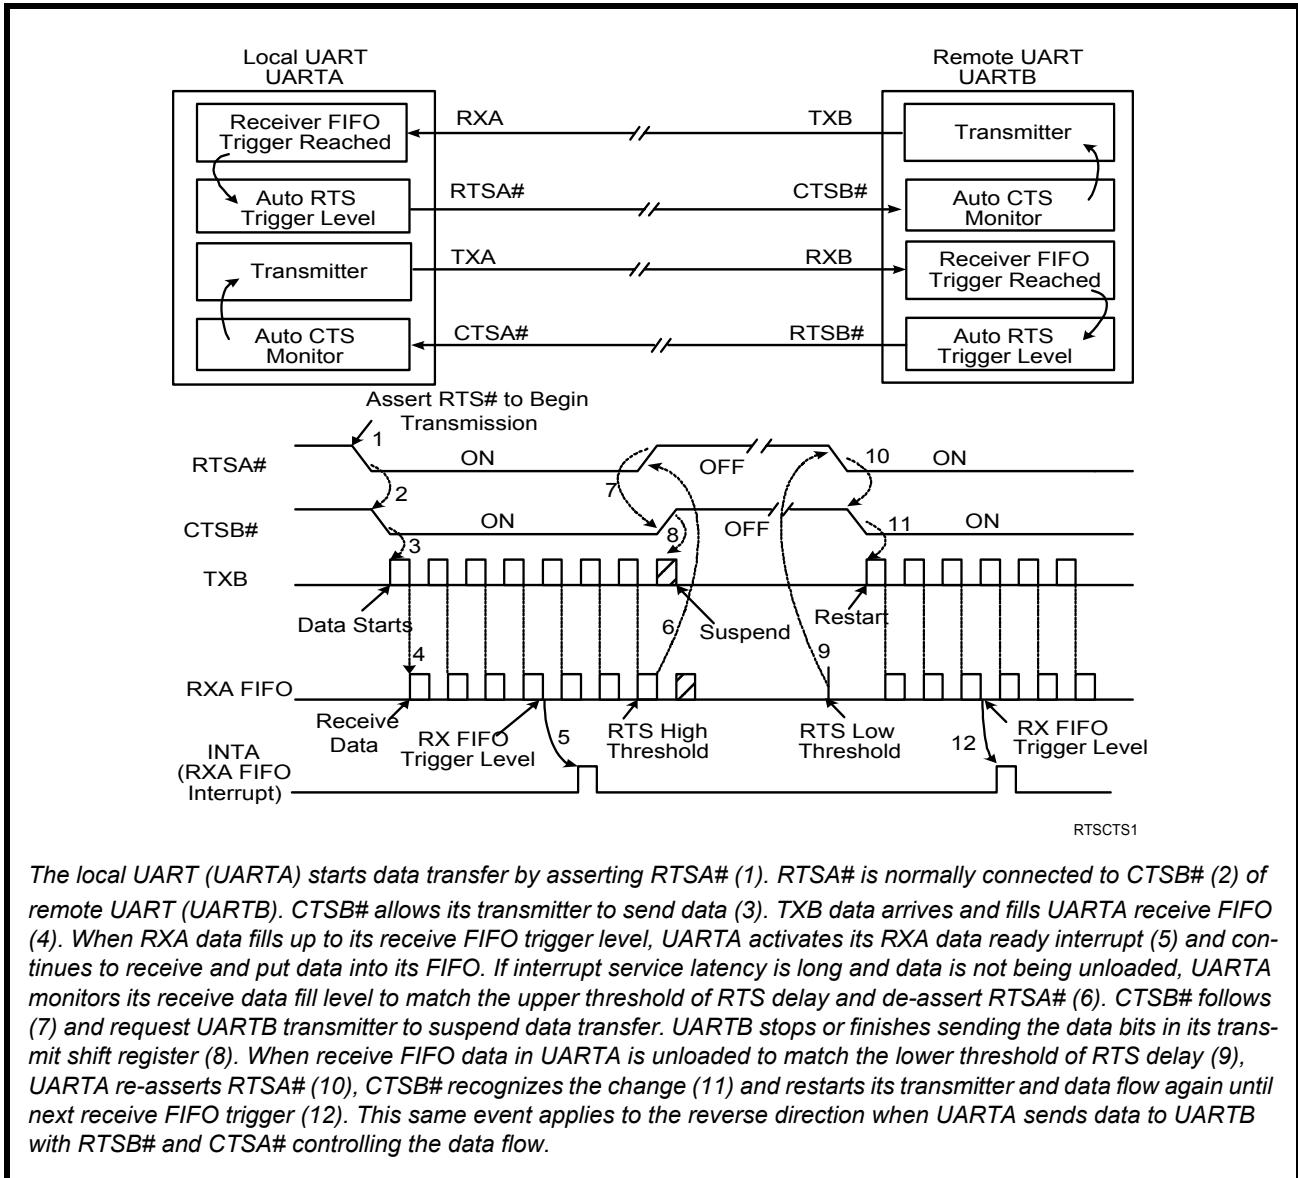 Local UART
UARTA
Remote UART
UARTB
Receiver FIFO
Trigger Reached
RXA
TXB
Transmitter
Auto RTS
Trigger Level
RTSA#
CTSB#
Auto CTS
Monitor
Transmitter
TXA
RXB
Receiver FIFO
Trigger Reached
Auto CTS
Monitor
CTSA#
RTSB#
Auto RTS
Trigger Level
Assert RTS# to Begin
Transmission
1
RTSA#
ON
OFF
10
ON
2
7
CTSB#
ON
8
OFF
11
ON
3
TXB
Data Starts
6
Suspend
Restart
4
9
RXA FIFO
Receive
Data
RX FIFO
Trigger Level
5
RTS High
Threshold
RTS Low
Threshold
12
RX FIFO
Trigger Level
INTA
(RXA FIFO
Interrupt)
RTSCTS1
The local UART (UARTA) starts data transfer by asserting RTSA# (1). RTSA# is normally connected to CTSB# (2) of
remote UART (UARTB). CTSB# allows its transmitter to send data (3). TXB data arrives and fills UARTA receive FIFO
(4). When RXA data fills up to its receive FIFO trigger level, UARTA activates its RXA data ready interrupt (5) and con-
tinues to receive and put data into its FIFO. If interrupt service latency is long and data is not being unloaded, UARTA
monitors its receive data fill level to match the upper threshold of RTS delay and de-assert RTSA# (6). CTSB# follows
(7) and request UARTB transmitter to suspend data transfer. UARTB stops or finishes sending the data bits in its trans-
mit shift register (8). When receive FIFO data in UARTA is unloaded to match the lower threshold of RTS delay (9),
UARTA re-asserts RTSA# (10), CTSB# recognizes the change (11) and restarts its transmitter and data flow again until
next receive FIFO trigger (12). This same event applies to the reverse direction when UARTA sends data to UARTB
with RTSB# and CTSA# controlling the data flow.